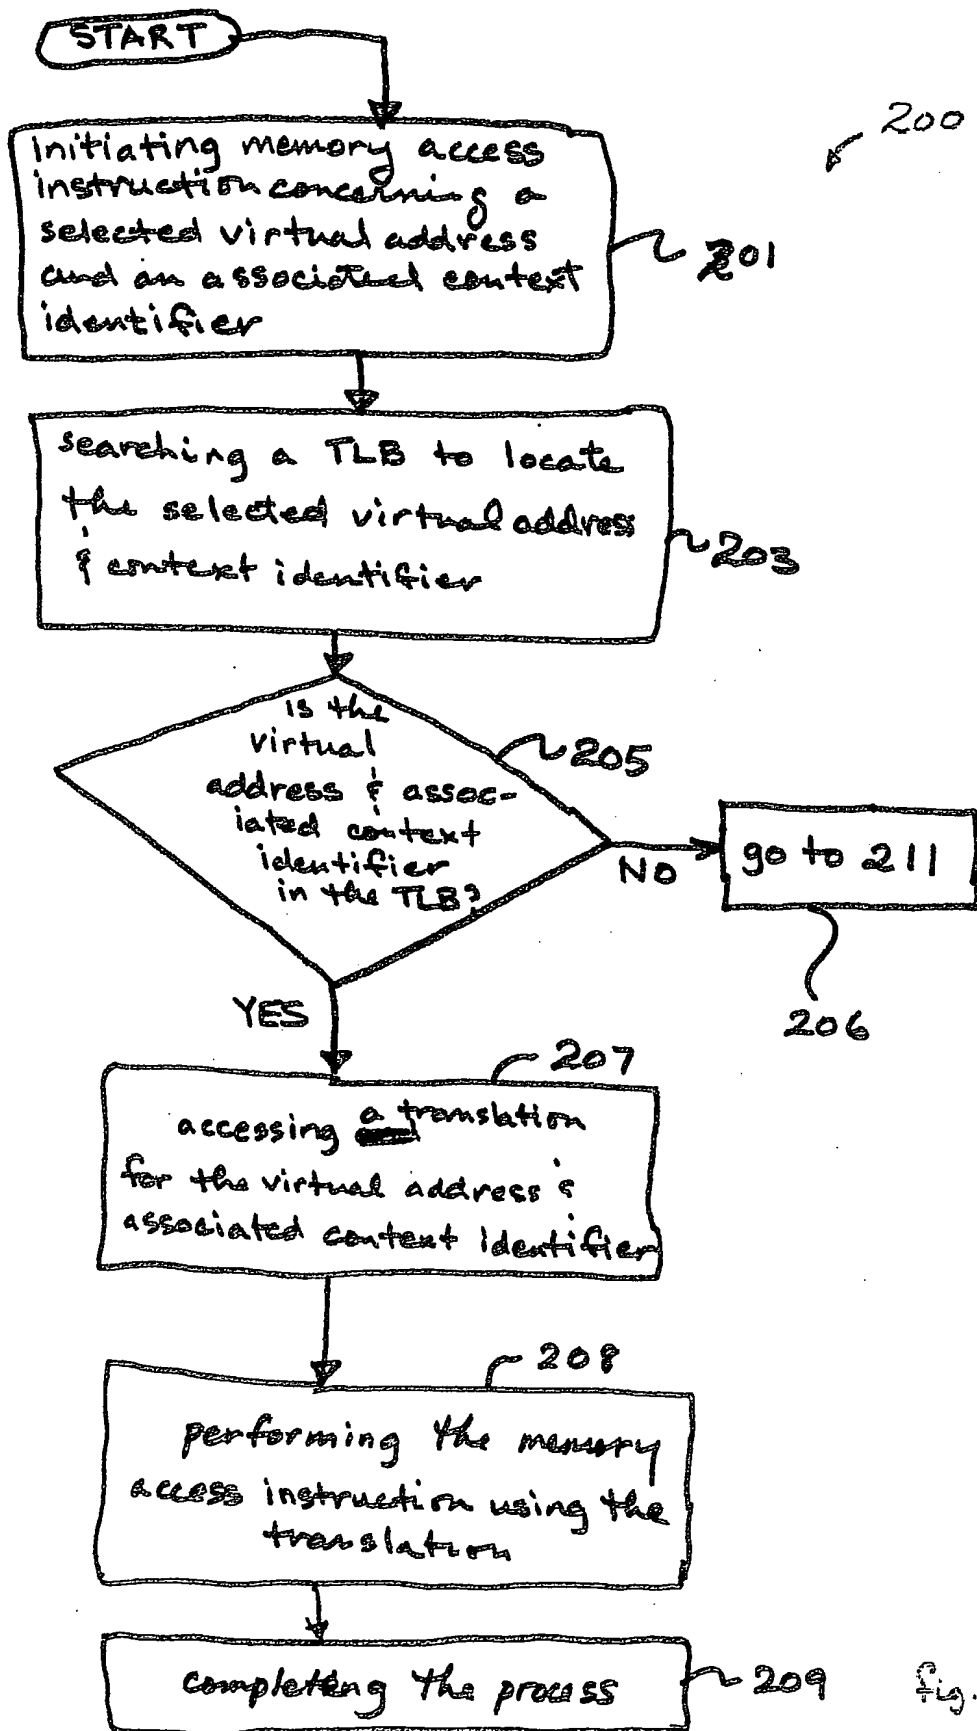 START
200
initiating memory access
instruction concerning a
selected virtual address
and an associated context
identifier
201
searching a TLB to locate
the selected virtual address
& context identifier
203
is the
virtual
address & assoc-
iated context
identifier
in the TLB?
205
NO
go to 211
206
YES
207
accessing a translation
for the virtual address &
associated context identifier
208
performing the memory
access instruction using the
translation
completing the process
209
fig.